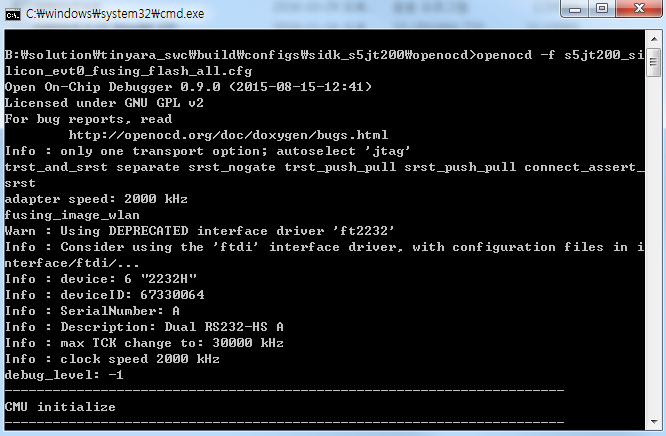 C:₩windows₩system32₩cmd.exe
B:₩solution₩tinyara_swc₩build₩configs₩sidk_s5jt200₩openocd>openocd -f s5jt200_si
licon_evt0_fusing_flash_all.cfg
Open On-Chip Debugger 0.9.0 (2015-08-15-12:41)
Licensed under GNU GPL v2
For bug reports, read
        http://openocd.org/doc/doxygen/bugs.html
Info : only one transport option; autoselect 'jtag'
trst_and_srst separate srst_nogate trst_push_pull srst_push_pull connect_assert_
srst
adapter speed: 2000 kHz
fusing_image_wlan
Warn : Using DEPRECATED interface driver 'ft2232'
Info : Consider using the 'ftdi' interface driver, with configuration files in i
nterface/ftdi/...
Info : device: 6 "2232H"
Info : deviceID: 67330064
Info : SerialNumber: A
Info : Description: Dual RS232-HS A
Info : max TCK change to: 30000 kHz
Info : clock speed 2000 kHz
debug_level: -1
----------------------------------------------------------------------
CMU initialize
----------------------------------------------------------------------